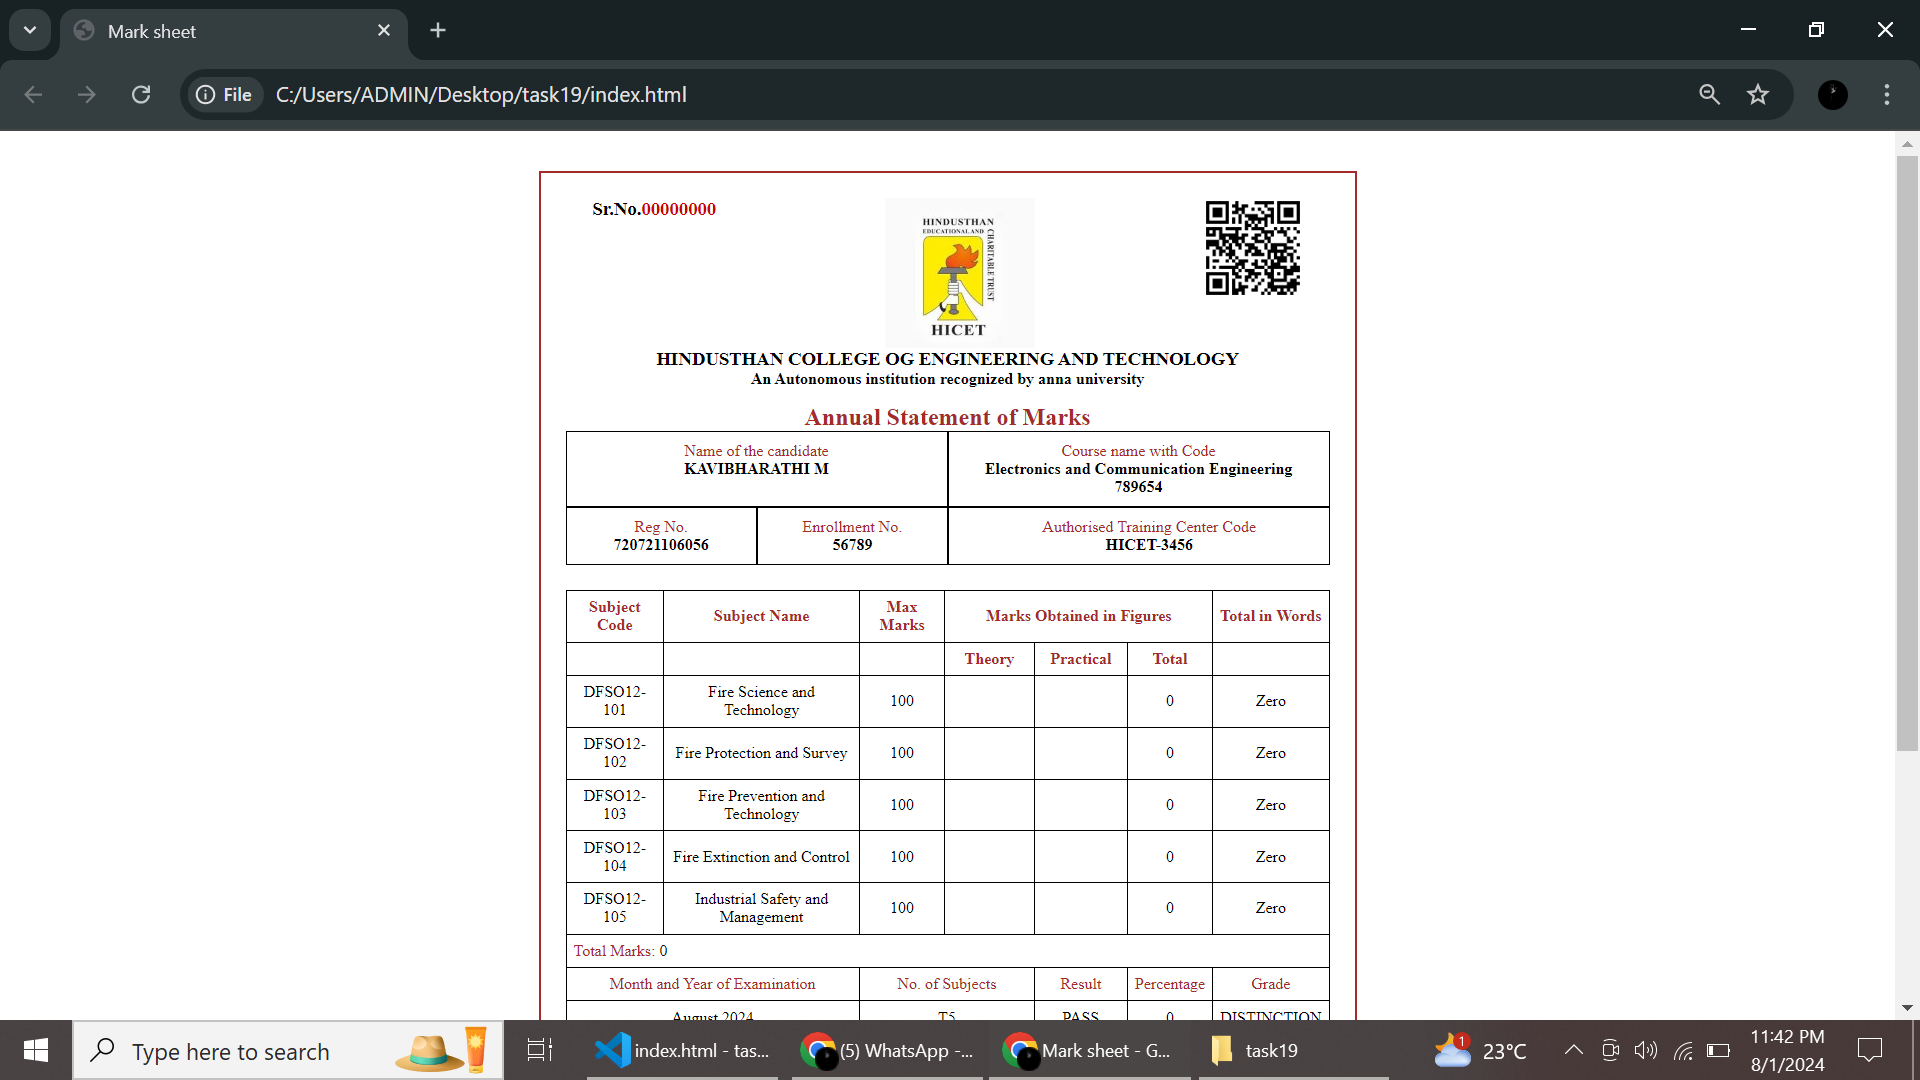 Mark sheet
File
C:/Users/ADMIN/Desktop/task19/index.html
Sr.No.00000000
HINDUSTHAN
EDUCATIONAL AND
CHARITABLE TRUST
HICET
HINDUSTHAN COLLEGE OG ENGINEERING AND TECHNOLOGY
An Autonomous institution recognized by anna university
Annual Statement of Marks
Name of the candidate
KAVIBHARATHI M
Course name with Code
Electronics and Communication Engineering
789654
Reg No.
720721106056
Enrollment No.
56789
Authorised Training Center Code
HICET-3456
Subject Code Subject Name Max Marks Marks Obtained in Figures Total in Words
Theory Practical Total
DFSO12-101 Fire Science and Technology 100 0 Zero
DFSO12-102 Fire Protection and Survey 100 0 Zero
DFSO12-103 Fire Prevention and Technology 100 0 Zero
DFSO12-104 Fire Extinction and Control 100 0 Zero
DFSO12-105 Industrial Safety and Management 100 0 Zero
Total Marks: 0
Month and Year of Examination No. of Subjects Result Percentage Grade
August 2024 T5 PASS 0 DISTINCTION
Type here to search
index.html - tas...
(5) WhatsApp -...
Mark sheet - G...
task19
1
23°C
11:42 PM
8/1/2024